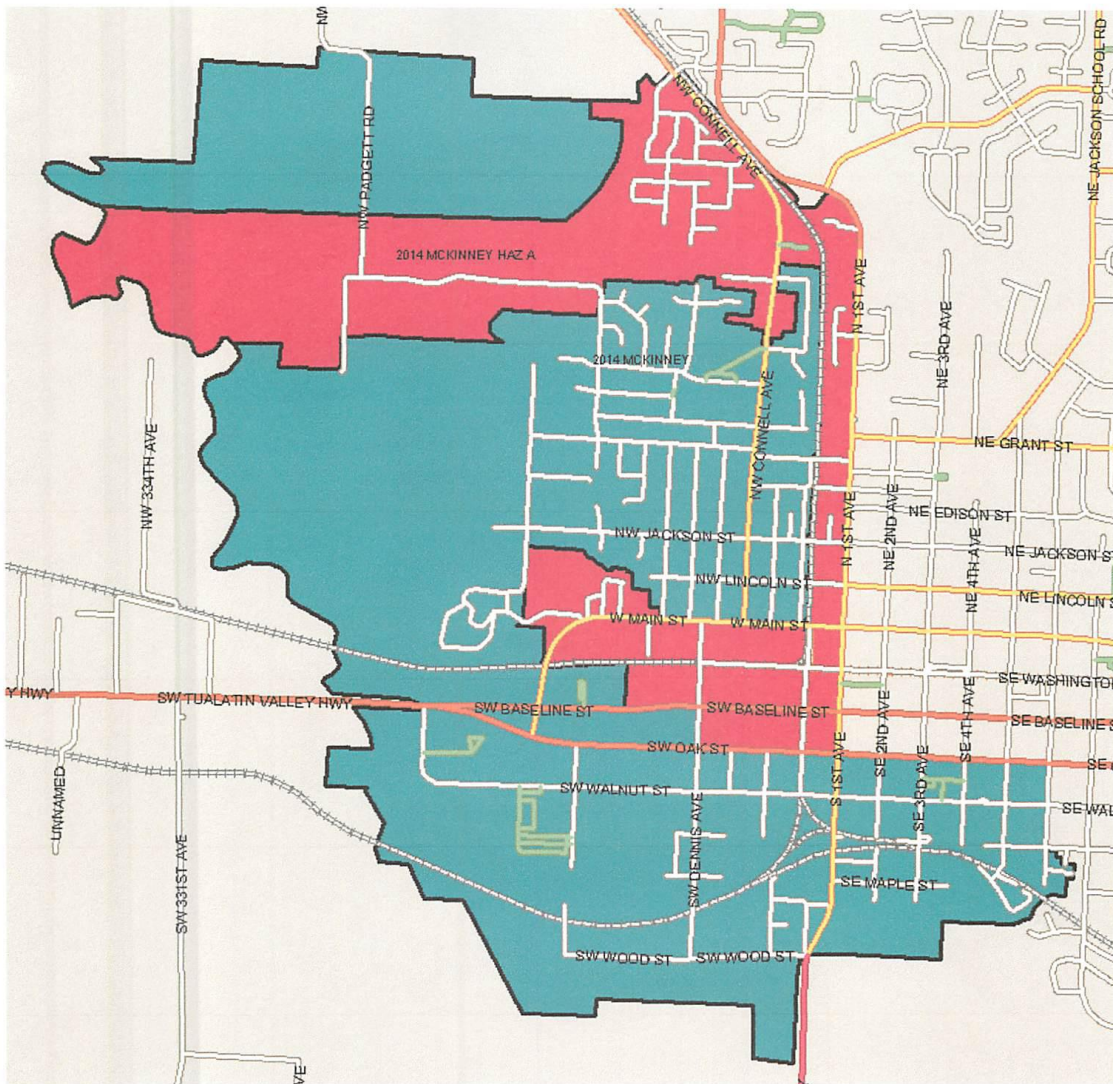 NW
NE JACKSON SCHOOL RD
NW CONNELL AVE
NW PADGETT RD
2014 MCKINNEY HAZ A
N 1ST AVE
NE 3RD AVE
2014 MCKINNEY
NW CONNELL AVE
NW 334TH AVE
NE GRANT ST
NE 2ND AVE
NE EDISON ST
N 1ST AVE
NW JACKSON ST
NE JACKSON ST
NE 4TH AVE
NW LINCOLN ST
NE LINCOLN S
W MAIN ST
W MAIN ST
SE WASHINGTON
Y HWY
SW TUALATIN VALLEY HWY
SW BASELINE ST
SW BASELINE ST
SE BASELINE S
SE 2ND AVE
SE 4TH AVE
SW OAK ST
S 1ST AVE
SE
UNNAMED
SW WALNUT ST
SE 3RD AVE
SE WAL
SW DENNIS AVE
SE MAPLE ST
SW 331ST AVE
SW WOOD ST
SW WOOD ST
VE